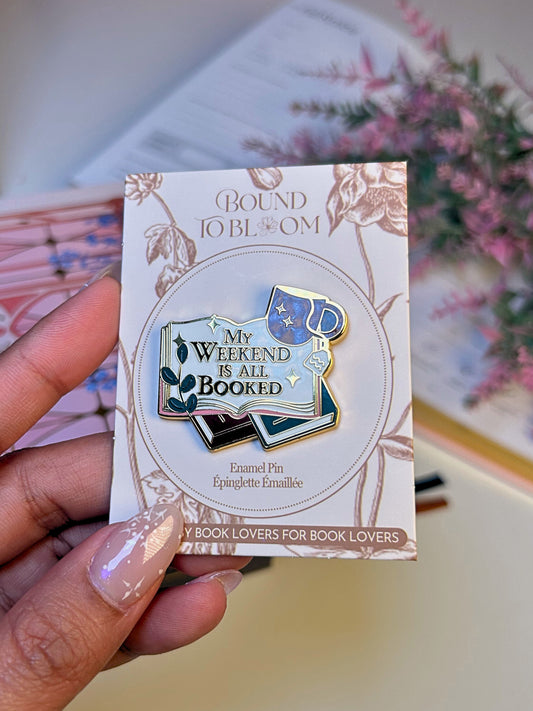 BOUND
TO BLOOM
MY
WEEKEND
IS ALL
BOOKED
Enamel Pin
Épinglette Émaillée
BOOK LOVERS FOR BOOK LOVERS